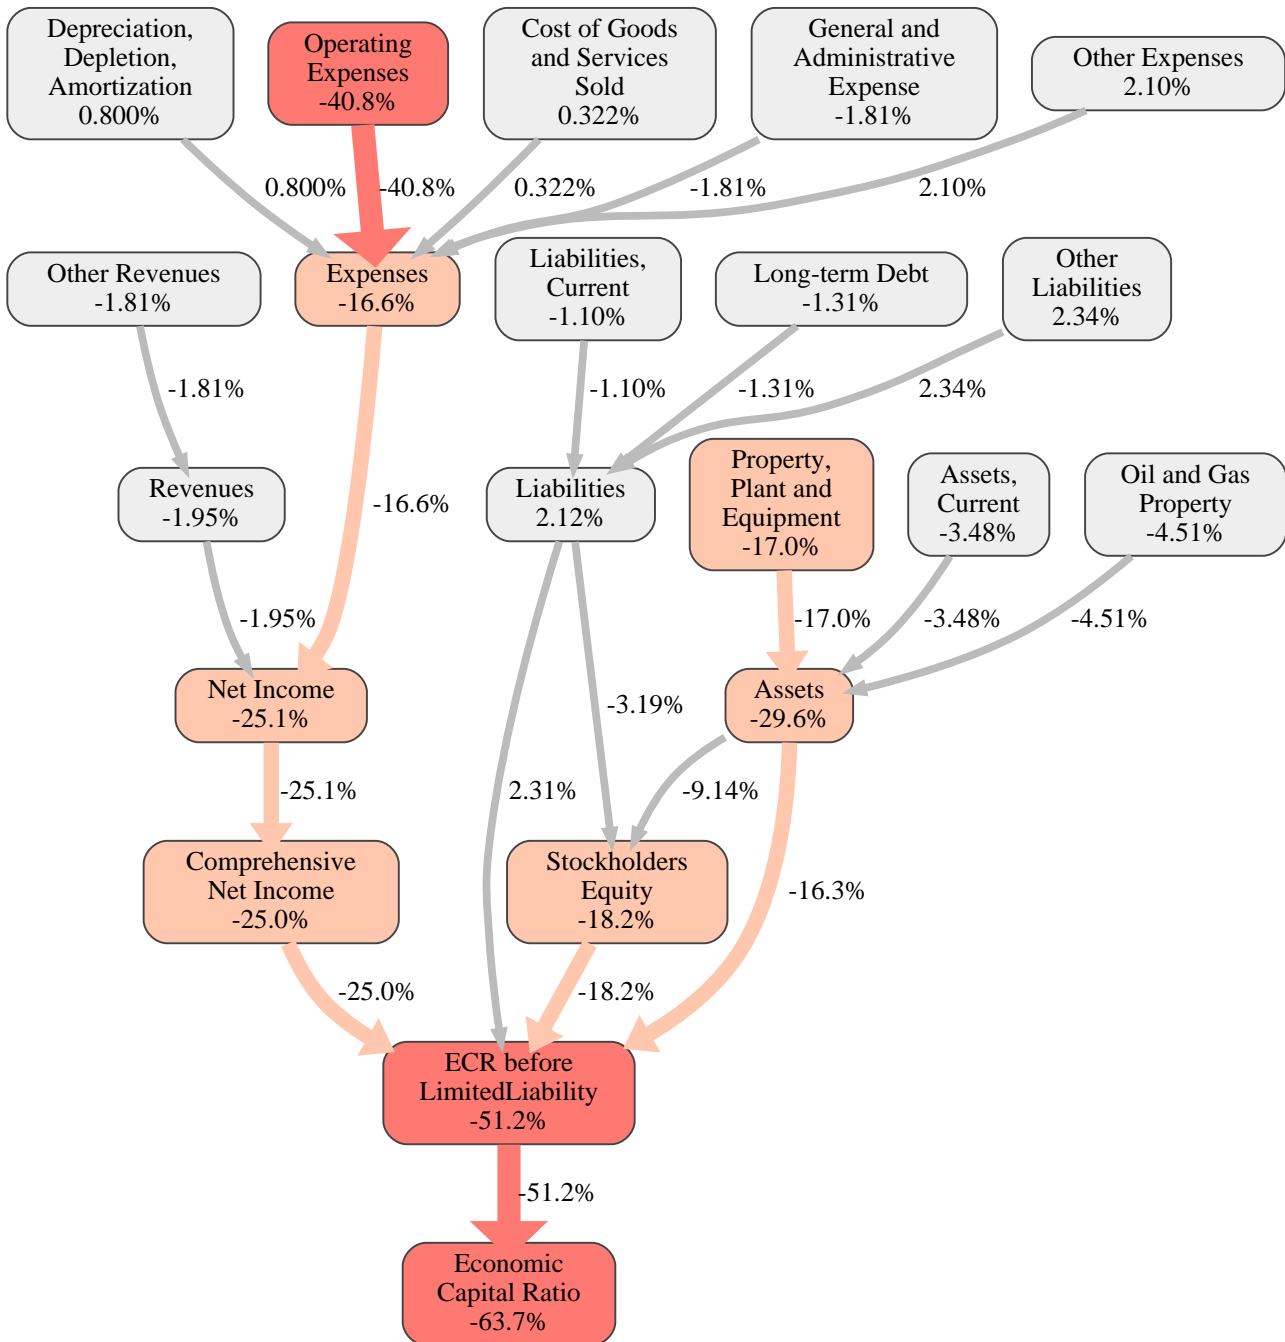 Depreciation,
Depletion,
Amortization
0.800%
Operating
Expenses
-40.8%
Cost of Goods
and Services
Sold
0.322%
General and
Administrative
Expense
-1.81%
Other Expenses
2.10%
0.800%
-40.8%
0.322%
-1.81%
2.10%
Other Revenues
-1.81%
Expenses
-16.6%
Liabilities,
Current
-1.10%
Long-term Debt
-1.31%
Other
Liabilities
2.34%
-1.81%
-1.10%
-1.31%
2.34%
Revenues
-1.95%
-16.6%
Liabilities
2.12%
Property,
Plant and
Equipment
-17.0%
Assets,
Current
-3.48%
Oil and Gas
Property
-4.51%
-1.95%
-17.0%
-3.48%
-4.51%
Net Income
-25.1%
-3.19%
Assets
-29.6%
-25.1%
2.31%
-9.14%
Comprehensive
Net Income
-25.0%
Stockholders
Equity
-18.2%
-16.3%
-25.0%
-18.2%
ECR before
LimitedLiability
-51.2%
-51.2%
Economic
Capital Ratio
-63.7%